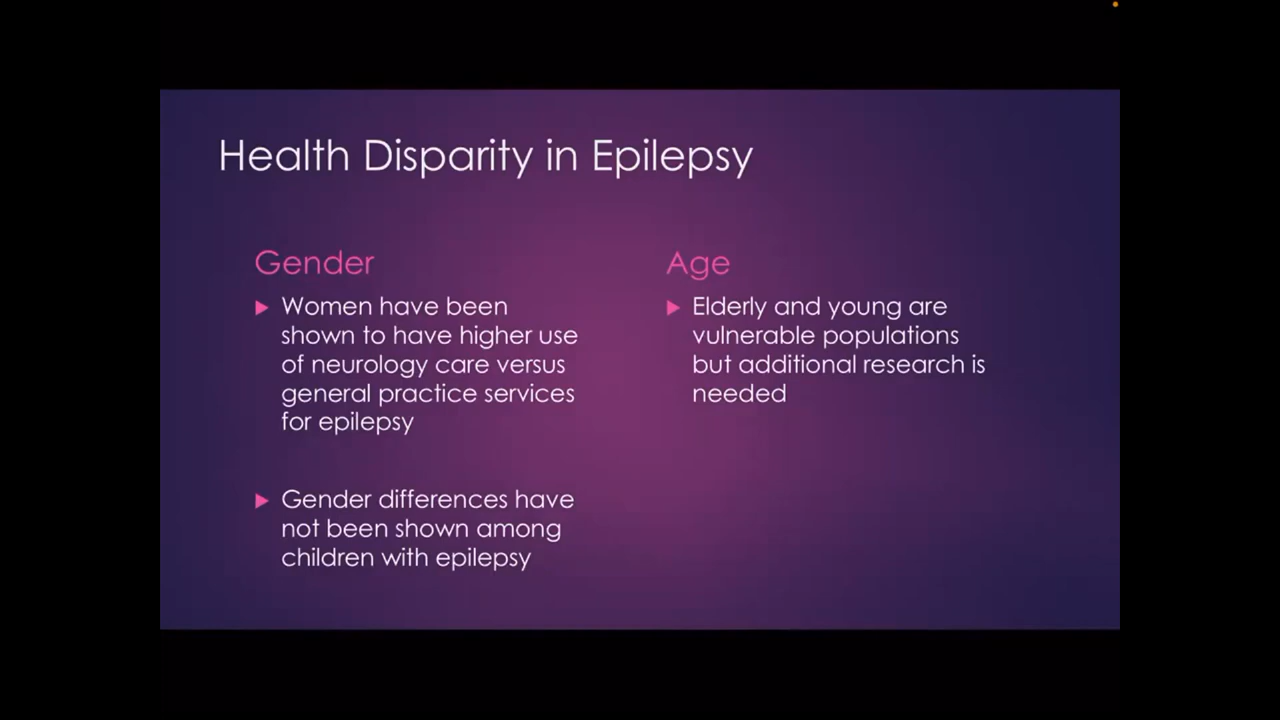 Health Disparity in Epilepsy
Gender
Women have been
shown to have higher use
of neurology care versus
general practice services
for epilepsy
Gender differences have
not been shown among
children with epilepsy
Age
Elderly and young are
vulnerable populations
but additional research is
needed